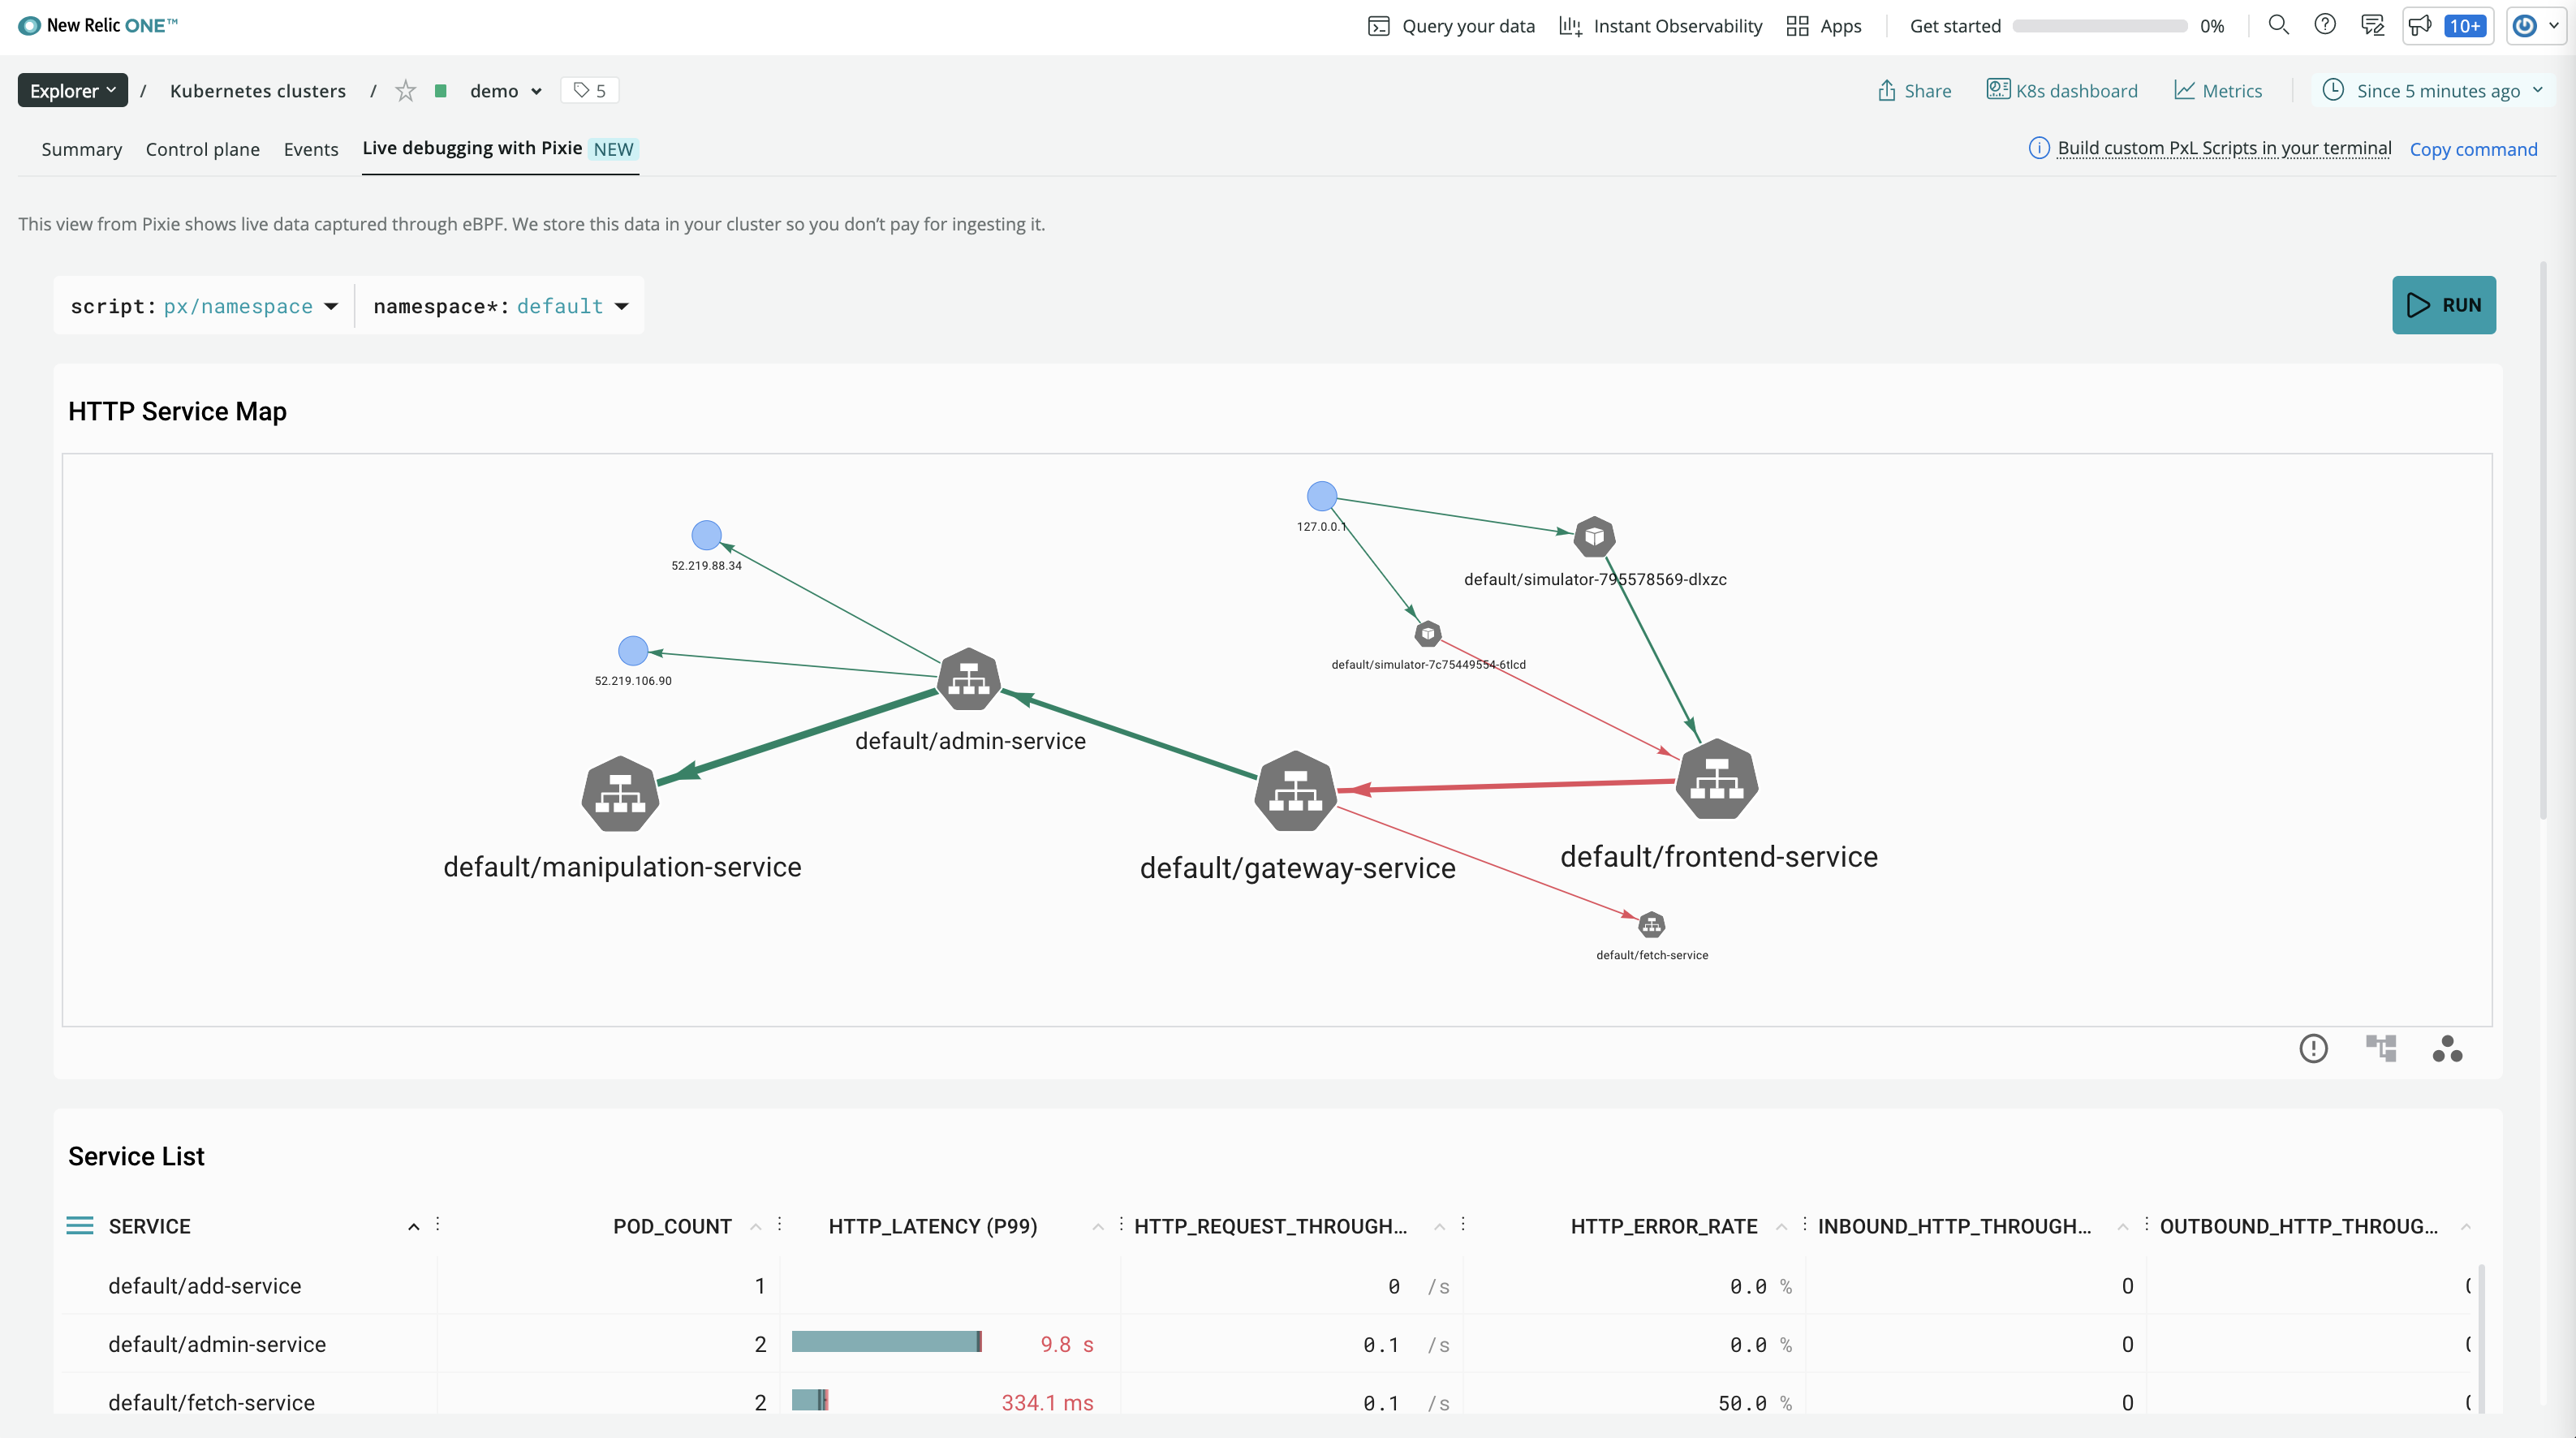 New Relic ONE™
Query your data
Instant Observability
Apps
Get started
0%
10+
Explorer / Kubernetes clusters / demo 5
Share
K8s dashboard
Metrics
Since 5 minutes ago
Summary
Control plane
Events
Live debugging with Pixie NEW
Build custom PxL Scripts in your terminal
Copy command
This view from Pixie shows live data captured through eBPF. We store this data in your cluster so you don't pay for ingesting it.
script: px/namespace
namespace*: default
RUN
HTTP Service Map
127.0.0.1
52.219.88.34
default/simulator-795578569-dlxzc
default/simulator-7c75449554-6tlcd
52.219.106.90
default/admin-service
default/manipulation-service
default/gateway-service
default/frontend-service
default/fetch-service
Service List
SERVICE POD_COUNT HTTP_LATENCY (P99) HTTP_REQUEST_THROUGH... HTTP_ERROR_RATE INBOUND_HTTP_THROUGH... OUTBOUND_HTTP_THROUG...
default/add-service 1 0 /s 0.0 % 0
default/admin-service 2 9.8 s 0.1 /s 0.0 % 0
default/fetch-service 2 334.1 ms 0.1 /s 50.0 % 0